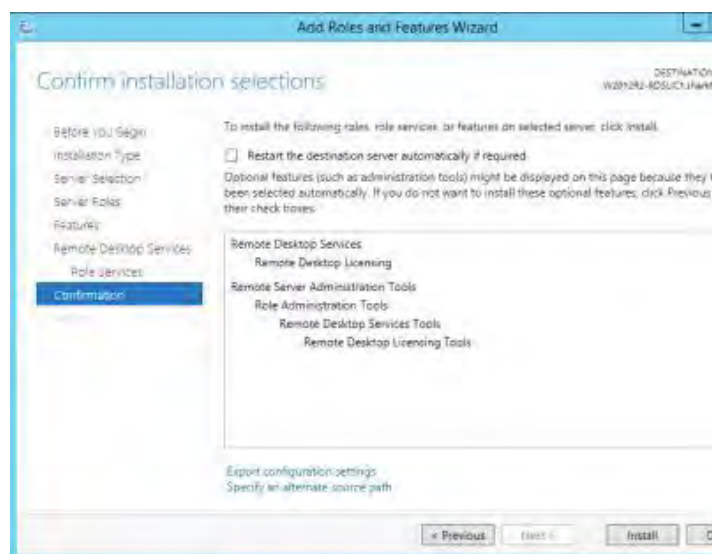 Add Roles and Features Wizard
Confirm installation selections
DESTINATION
Before You Begin
Installation Type
Server Selection
Server Roles
Features
Remote Desktop Services
Role Services
Confirmation
To install the following roles, role services, or features on selected server, click Install.
Restart the destination server automatically if required
Optional features (such as administration tools) might be displayed on this page because they
been selected automatically. If you do not want to install these optional features, click Previous
their check boxes.
Remote Desktop Services
Remote Desktop Licensing
Remote Server Administration Tools
Role Administration Tools
Remote Desktop Services Tools
Remote Desktop Licensing Tools
Export configuration settings
Specify an alternate source path
< Previous
Next >
Install